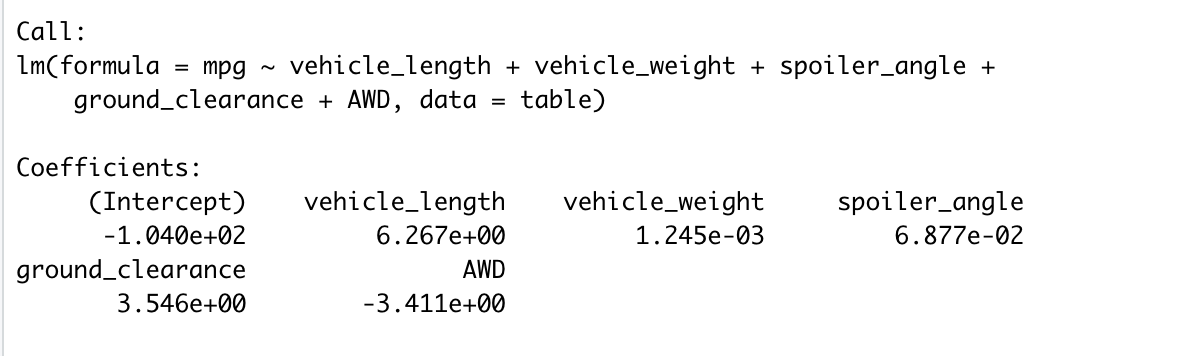 Call:
lm(formula = mpg ~ vehicle_length + vehicle_weight + spoiler_angle +
    ground_clearance + AWD, data = table)

Coefficients:
     (Intercept)    vehicle_length    vehicle_weight     spoiler_angle
      -1.040e+02         6.267e+00         1.245e-03         6.877e-02
ground_clearance               AWD
       3.546e+00        -3.411e+00